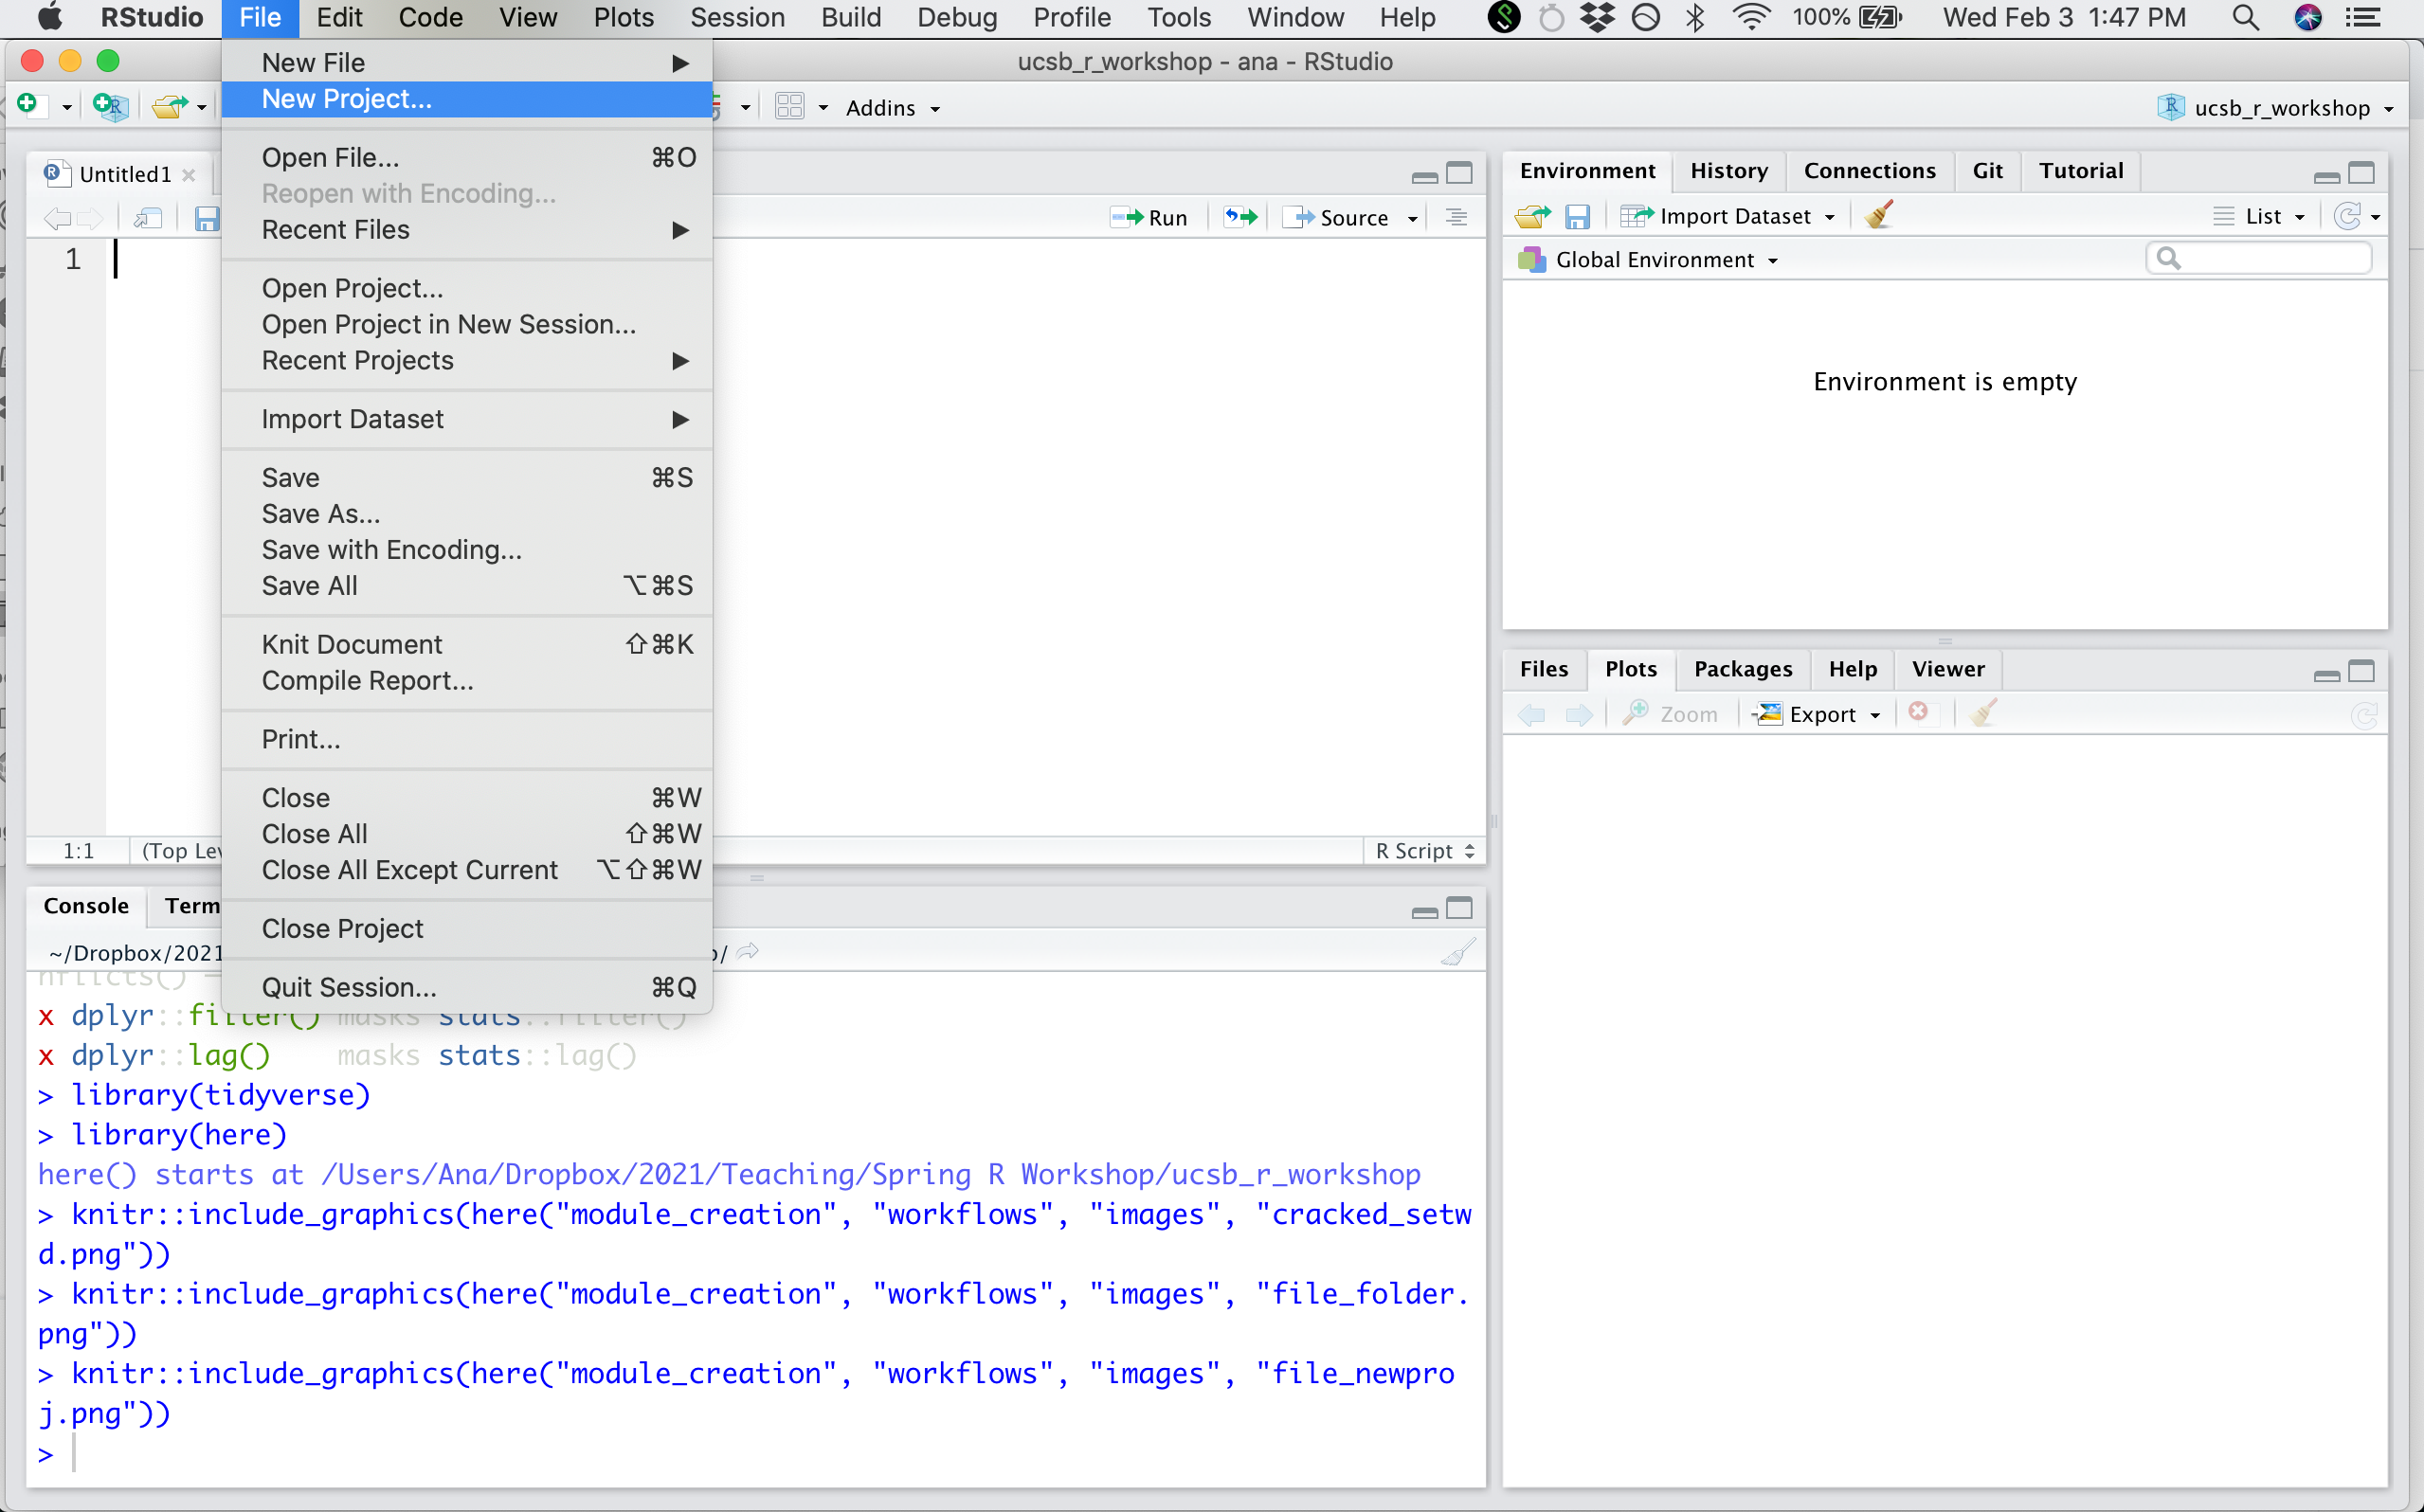 RStudio File Edit Code View Plots Session Build Debug Profile Tools Window Help 100% Wed Feb 3 1:47 PM
ucsb_r_workshop - ana - RStudio
Addins
ucsb_r_workshop
New File
New Project...
Open File... ⌘O
Reopen with Encoding...
Recent Files
Open Project...
Open Project in New Session...
Recent Projects
Import Dataset
Save ⌘S
Save As...
Save with Encoding...
Save All ⌥⌘S
Knit Document ⇧⌘K
Compile Report...
Print...
Close ⌘W
Close All ⇧⌘W
Close All Except Current ⌥⇧⌘W
Close Project
Quit Session... ⌘Q
Untitled1
Run Source
1
1:1 (Top Lev
R Script
Console Term
~/Dropbox/2021
/
nflicts()
x dplyr::filter() masks stats::filter()
x dplyr::lag() masks stats::lag()
> library(tidyverse)
> library(here)
here() starts at /Users/Ana/Dropbox/2021/Teaching/Spring R Workshop/ucsb_r_workshop
> knitr::include_graphics(here("module_creation", "workflows", "images", "cracked_setw
d.png"))
> knitr::include_graphics(here("module_creation", "workflows", "images", "file_folder.
png"))
> knitr::include_graphics(here("module_creation", "workflows", "images", "file_newpro
j.png"))
>
Environment History Connections Git Tutorial
Import Dataset List
Global Environment
Environment is empty
Files Plots Packages Help Viewer
Zoom Export